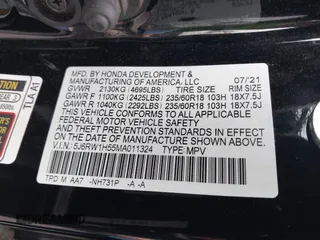 MFD. BY HONDA DEVELOPMENT &
MANUFACTURING OF AMERICA, LLC 07/'21
GVWR 2130KG (4695LBS) TIRE SIZE RIM SIZE
GAWR F 1100KG (2425LBS) 235/60R18 103H 18X7.5J
GAWR R 1040KG (2292LBS) 235/60R18 103H 18X7.5J
THIS VEHICLE CONFORMS TO ALL APPLICABLE
FEDERAL MOTOR VEHICLE SAFETY, BUMPER, AND
THEFT PREVENTION STANDARDS IN EFFECT ON THE
DATE OF MANUFACTURE SHOWN ABOVE.
V.I.N.: 5J6RW1H55MA011324 TYPE: MPV
TPD M AA7 -NH731P -A -A